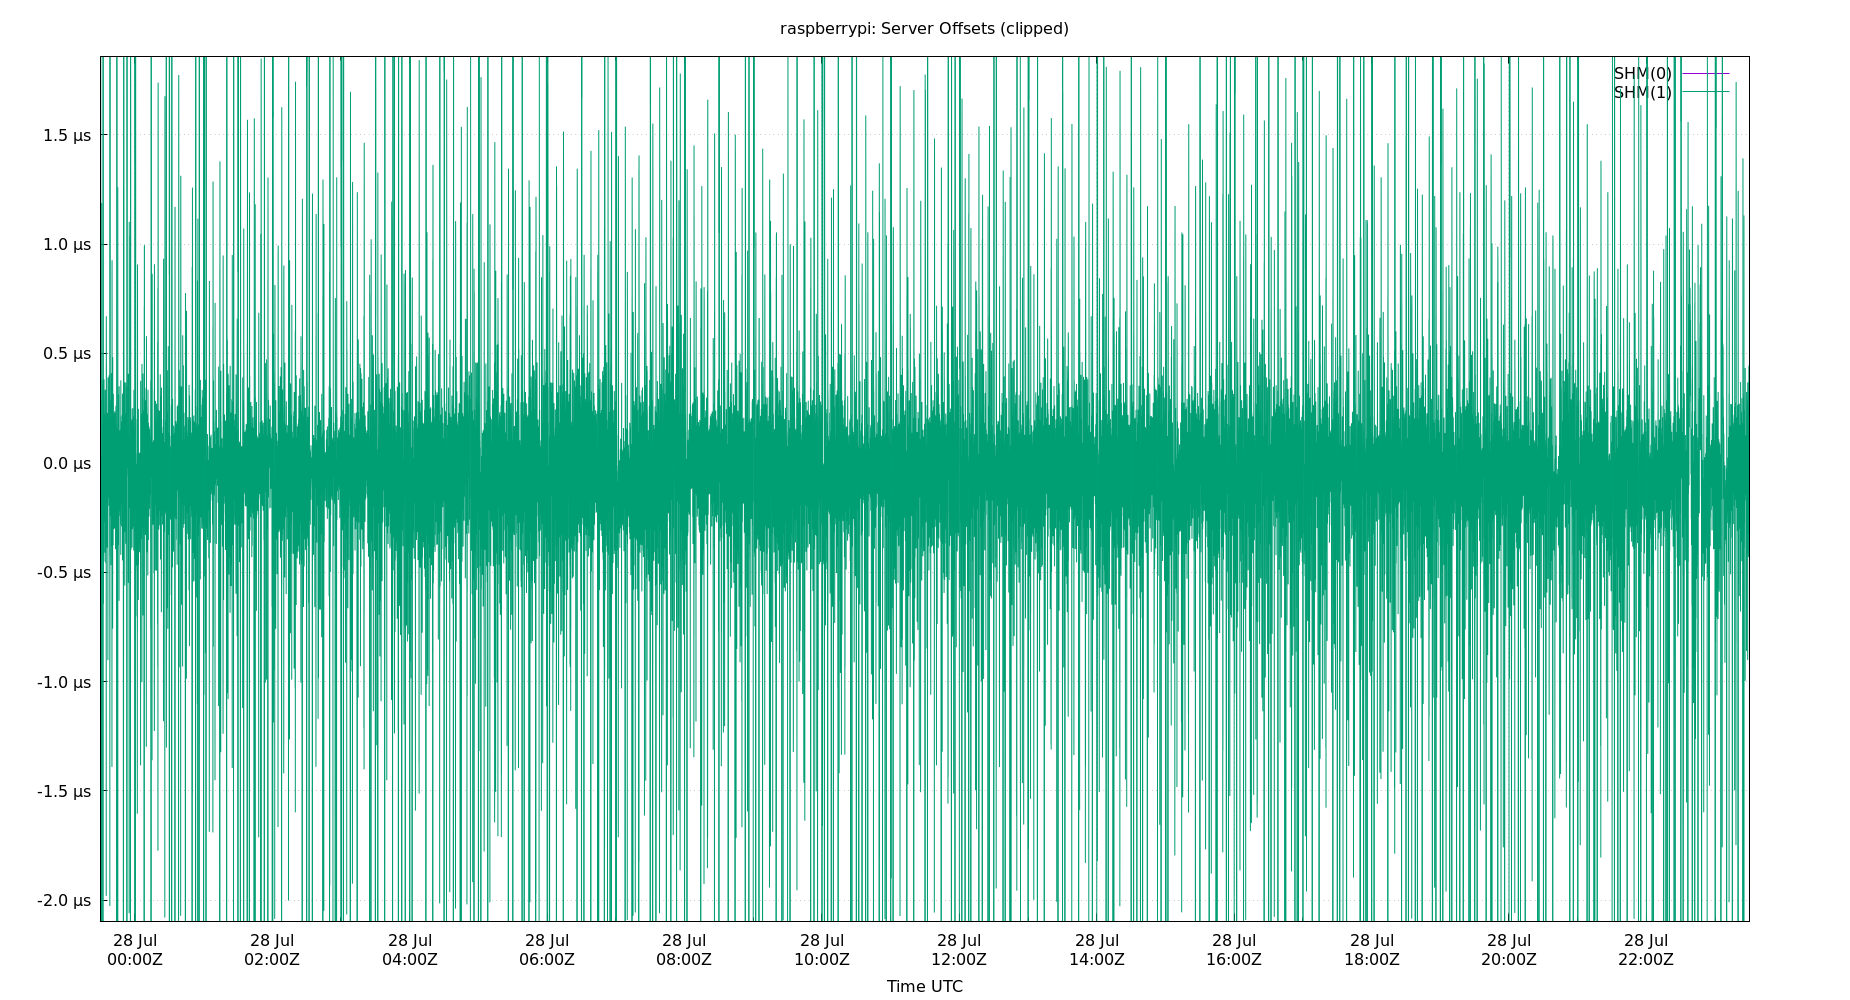 raspberrypi: Server Offsets (clipped)
SHM(0)
SHM(1)
1.5 µs
1.0 µs
0.5 µs
0.0 µs
-0.5 µs
-1.0 µs
-1.5 µs
-2.0 µs
28 Jul 28 Jul 28 Jul 28 Jul 28 Jul 28 Jul 28 Jul 28 Jul 28 Jul 28 Jul 28 Jul 28 Jul
00:00Z 02:00Z 04:00Z 06:00Z 08:00Z 10:00Z 12:00Z 14:00Z 16:00Z 18:00Z 20:00Z 22:00Z
Time UTC